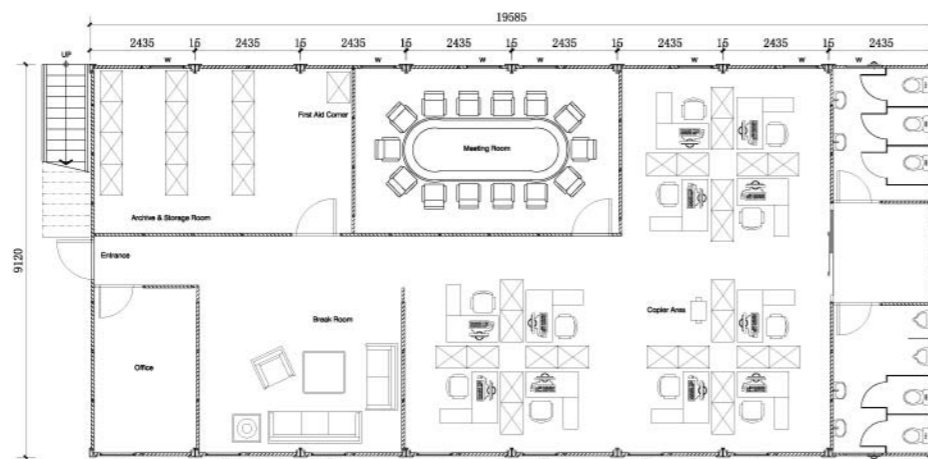 19585
2435 15 2435 15 2435 15 2435 15 2435 15 2435 15 2435 15 2435
UP
w w w w w w w
First Aid Corner
Meeting Room
Archive & Storage Room
9120
Entrance
Break Room
Copier Area
Office